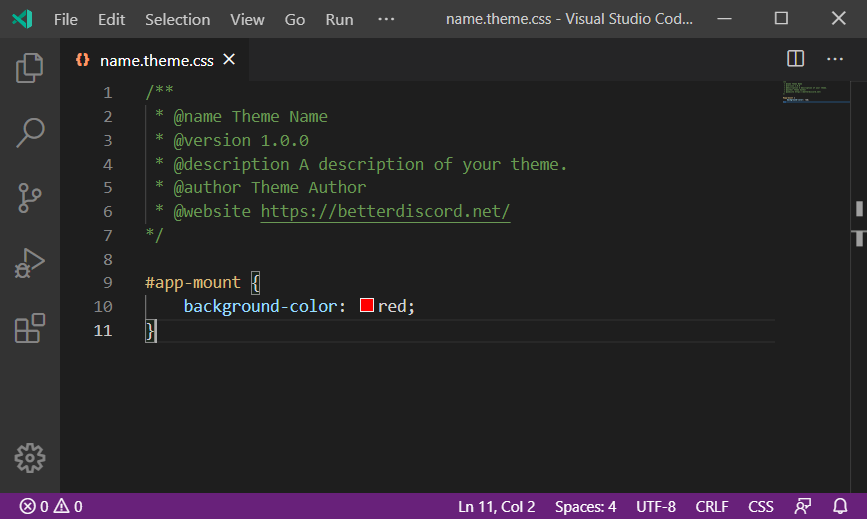 File Edit Selection View Go Run ··· name.theme.css - Visual Studio Cod...
name.theme.css
1 /**
2 * @name Theme Name
3 * @version 1.0.0
4 * @description A description of your theme.
5 * @author Theme Author
6 * @website https://betterdiscord.net/
7 */
8
9 #app-mount {
10 background-color: red;
11 }
0 0 Ln 11, Col 2 Spaces: 4 UTF-8 CRLF CSS